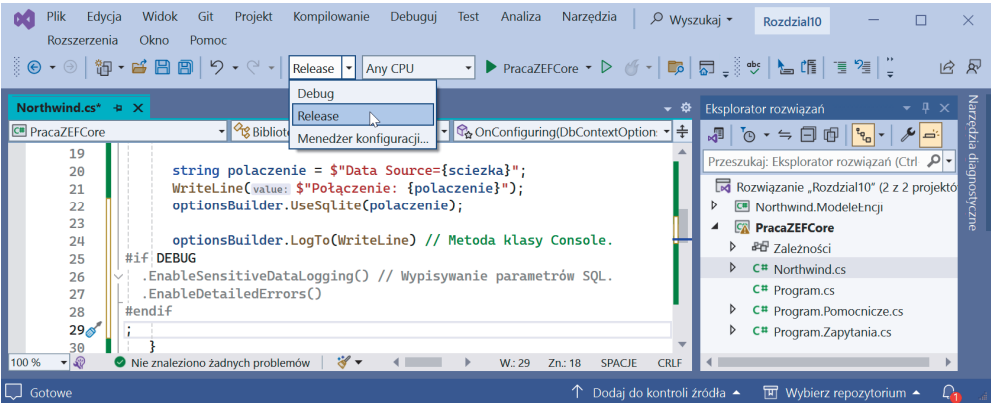 Plik Edycja Widok Git Projekt Kompilowanie Debuguj Test Analiza Narzędzia Wyszukaj Rozdzial10
Rozszerzenia Okno Pomoc
Release Any CPU PracaZEFCore
Debug
Release
Menedżer konfiguracji...
Northwind.cs*
PracaZEFCore Bibliote OnConfiguring(DbContextOption:
19
20 string polaczenie = $"Data Source={sciezka}";
21 WriteLine(value: $"Połączenie: {polaczenie}");
22 optionsBuilder.UseSqlite(polaczenie);
23
24 optionsBuilder.LogTo(WriteLine) // Metoda klasy Console.
25 #if DEBUG
26 .EnableSensitiveDataLogging() // Wypisywanie parametrów SQL.
27 .EnableDetailedErrors()
28 #endif
29 ;
30 }
100 % Nie znaleziono żadnych problemów W.: 29 Zn.: 18 SPACJE CRLF
Eksplorator rozwiązań
Przeszukaj: Eksplorator rozwiązań (Ctrl
Rozwiązanie „Rozdzial10” (2 z 2 projektó
Northwind.ModeleEncji
PracaZEFCore
Zależności
C# Northwind.cs
C# Program.cs
C# Program.Pomocnicze.cs
C# Program.Zapytania.cs
Narzędzia diagnostyczne
Gotowe Dodaj do kontroli źródła Wybierz repozytorium 1